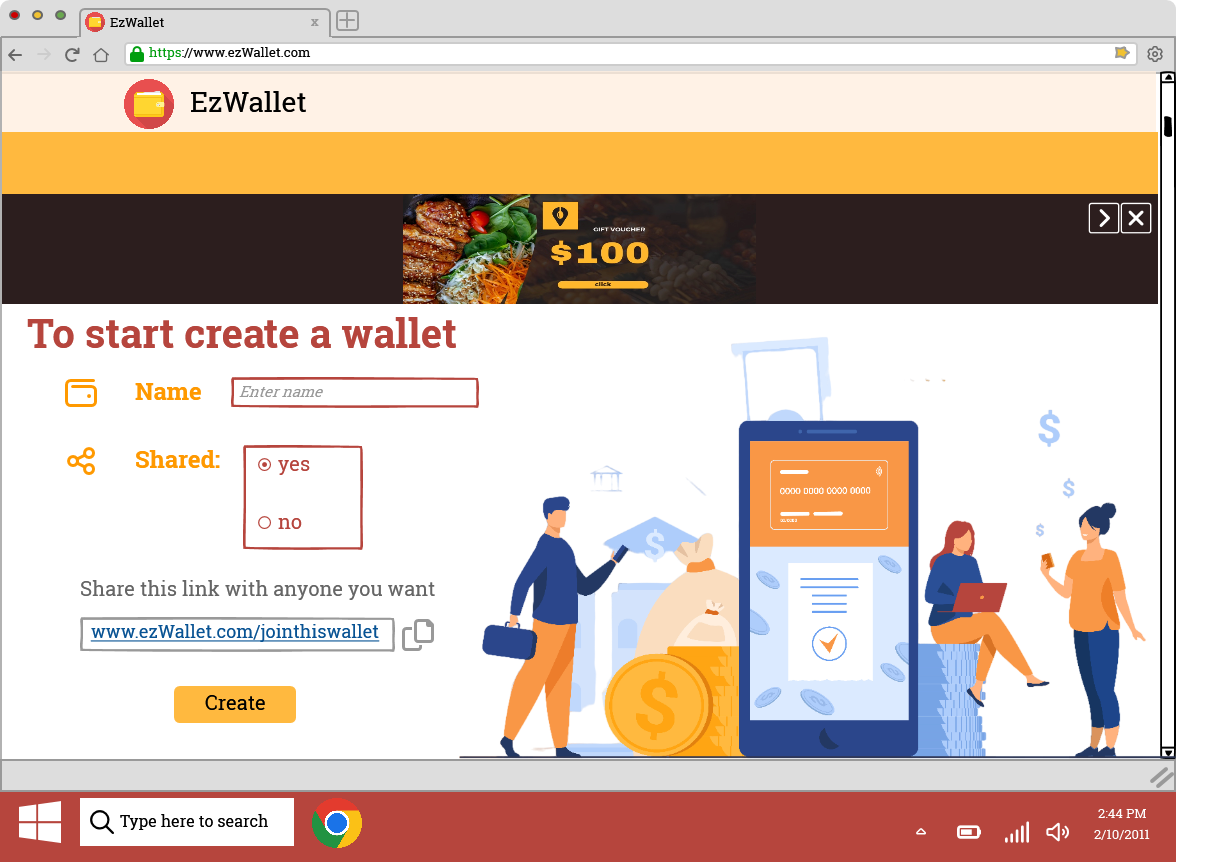 EzWallet
x
https://www.ezWallet.com
EzWallet
GIFT VOUCHER
$100
click
To start create a wallet
Name
Enter name
Shared:
yes
no
Share this link with anyone you want
www.ezWallet.com/jointhiswallet
Create
0000 0000 0000 0000
Type here to search
2:44 PM
2/10/2011